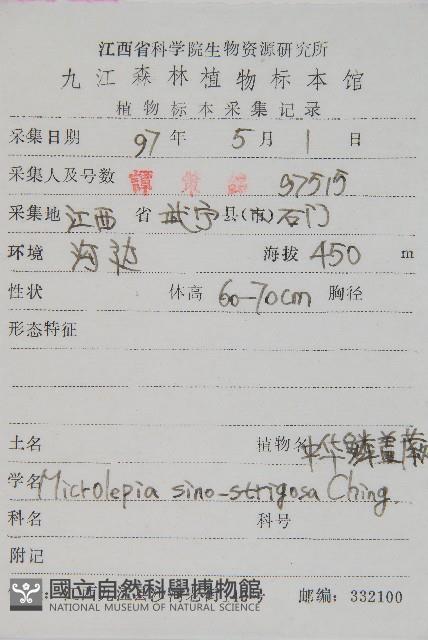 江西省科学院生物资源研究所
九江森林植物标本馆
植物标本采集记录
采集日期 97 年 5 月 1 日
采集人及号数 譚 97515
采集地 江西 省 武宁 县(市) 石门
环境 沟边 海拔 450 m
性状 体高 60-70cm 胸径
形态特征
土名 植物名 中华鳞盖蕨
学名 Microlepia sino-strigosa Ching.
科名 科号
附记
邮编: 332100
國立自然科學博物館
NATIONAL MUSEUM OF NATURAL SCIENCE